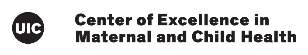 UIC
Center of Excellence in
Maternal and Child Health